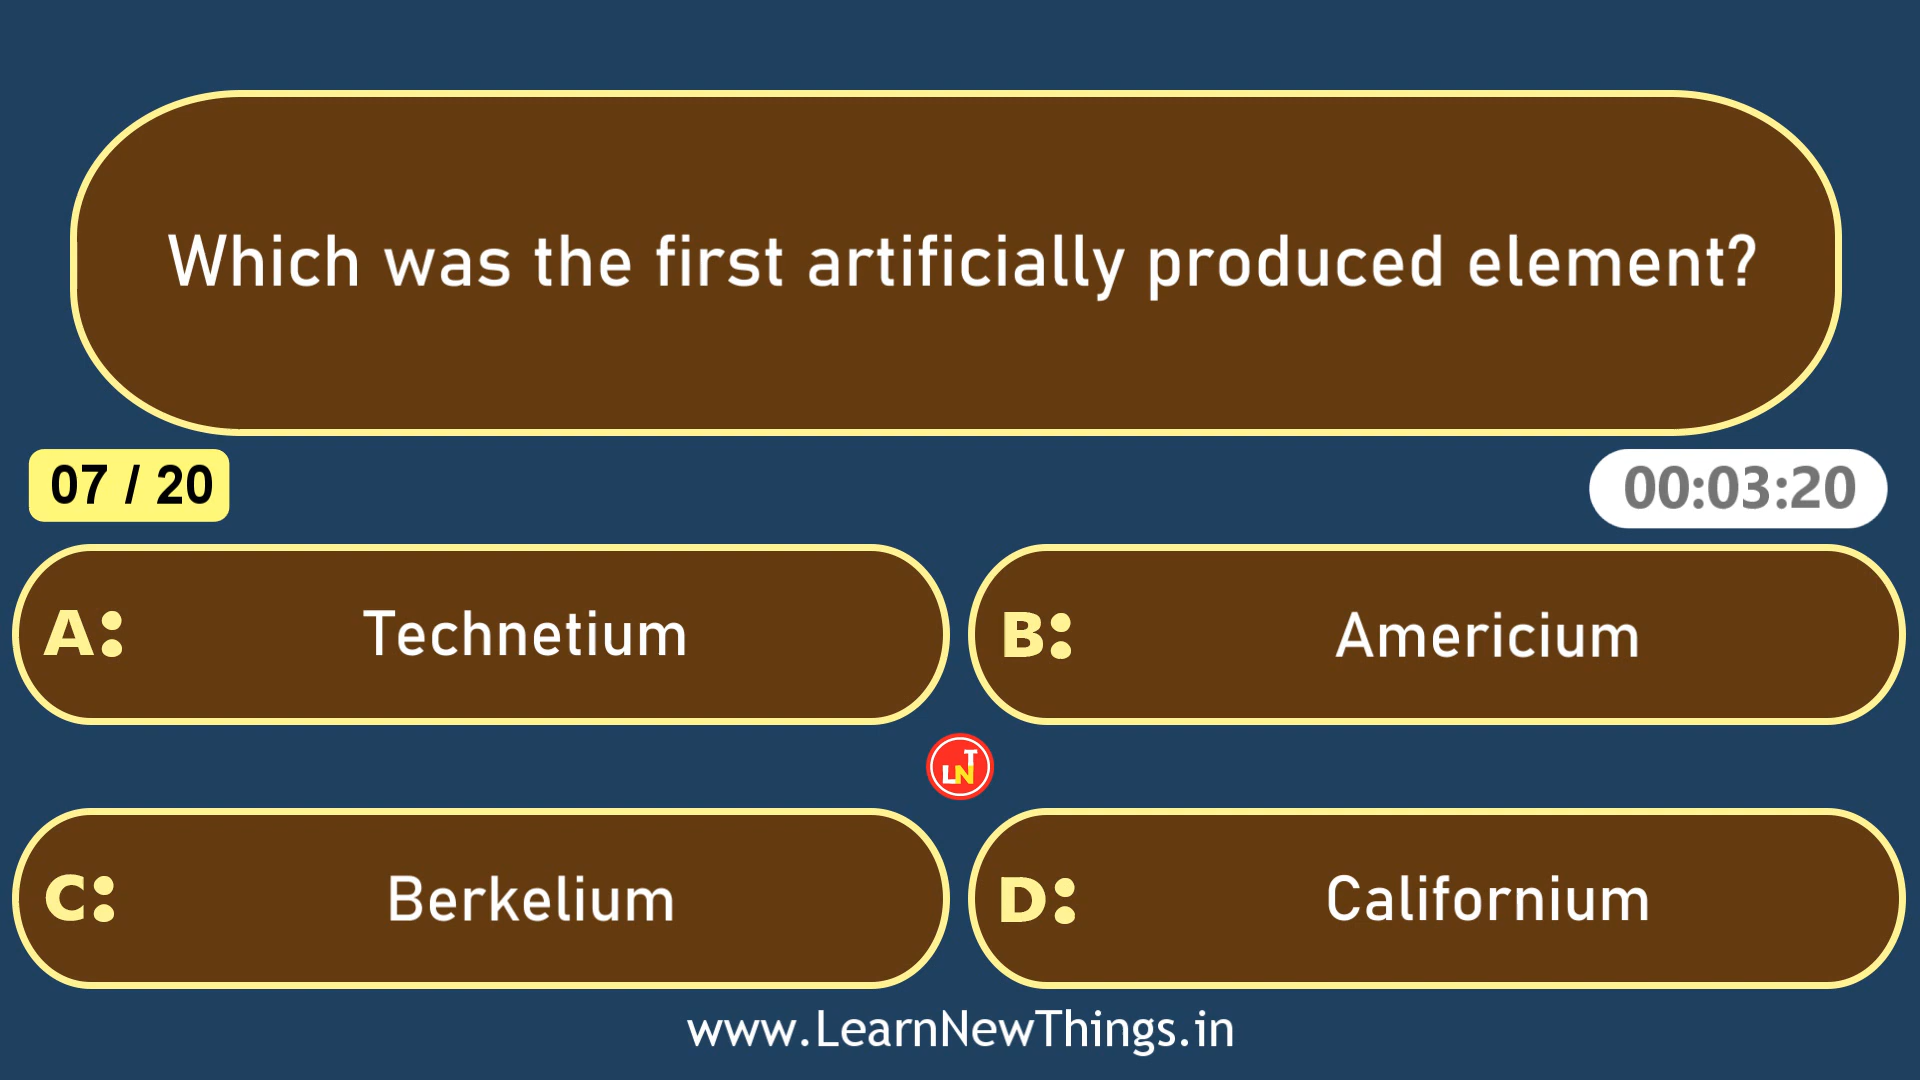 Which was the first artificially produced element?
07 / 20
00:03:20
A: Technetium
B: Americium
LNT
C: Berkelium
D: Californium
www.LearnNewThings.in